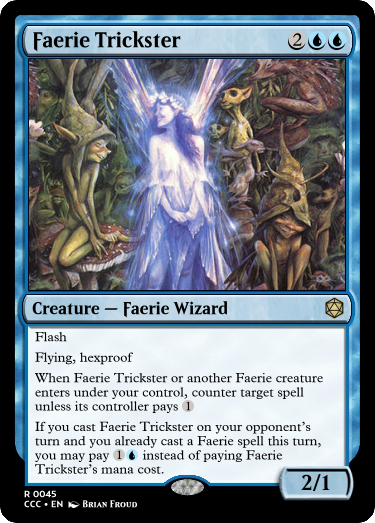 Faerie Trickster 2
Creature — Faerie Wizard
Flash
Flying, hexproof
When Faerie Trickster or another Faerie creature
enters under your control, counter target spell
unless its controller pays 1
If you cast Faerie Trickster on your opponent's
turn and you already cast a Faerie spell this turn,
you may pay 1 instead of paying Faerie
Trickster's mana cost.
2/1
R 0045
CCC • EN Brian Froud